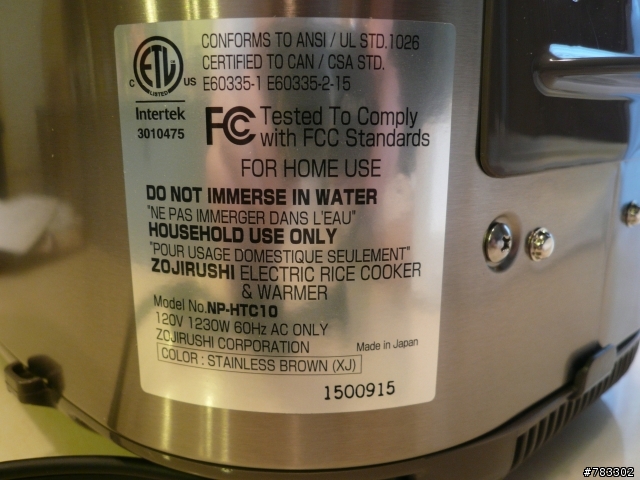 CONFORMS TO ANSI / UL STD.1026
CERTIFIED TO CAN / CSA STD.
E60335-1 E60335-2-15
C ETL US
LISTED
Intertek
3010475
FC Tested To Comply
with FCC Standards
FOR HOME USE
DO NOT IMMERSE IN WATER
"NE PAS IMMERGER DANS L'EAU"
HOUSEHOLD USE ONLY
"POUR USAGE DOMESTIQUE SEULEMENT"
ZOJIRUSHI ELECTRIC RICE COOKER
& WARMER
Model No.NP-HTC10
120V 1230W 60Hz AC ONLY
ZOJIRUSHI CORPORATION
Made in Japan
COLOR : STAINLESS BROWN (XJ)
1500915
#783302